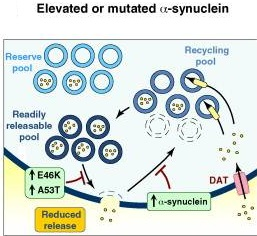 Elevated or mutated α-synuclein
Reserve
pool
Recycling
pool
Readily
releasable
pool
↑ E46K
↑ A53T
DAT
↑ α-synuclein
Reduced
release